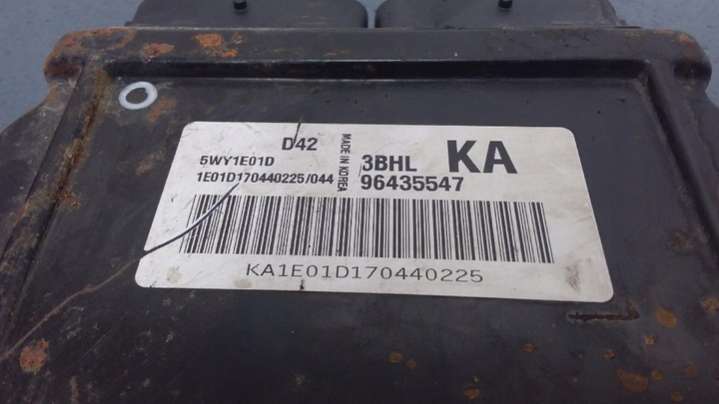 D42
5WY1E01D
1E01D170440225/044
MADE IN KOREA
3BHL KA
96435547
KA1E01D170440225